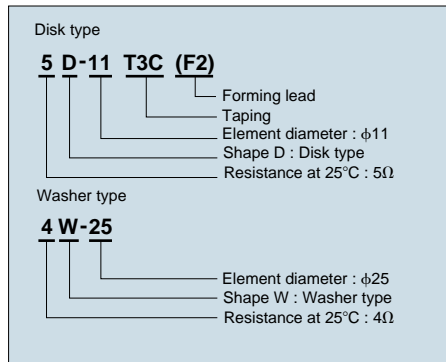 Disk type
5 D-11 T3C (F2)
Forming lead
Taping
Element diameter : ϕ11
Shape D : Disk type
Resistance at 25°C : 5Ω
Washer type
4 W-25
Element diameter : ϕ25
Shape W : Washer type
Resistance at 25°C : 4Ω